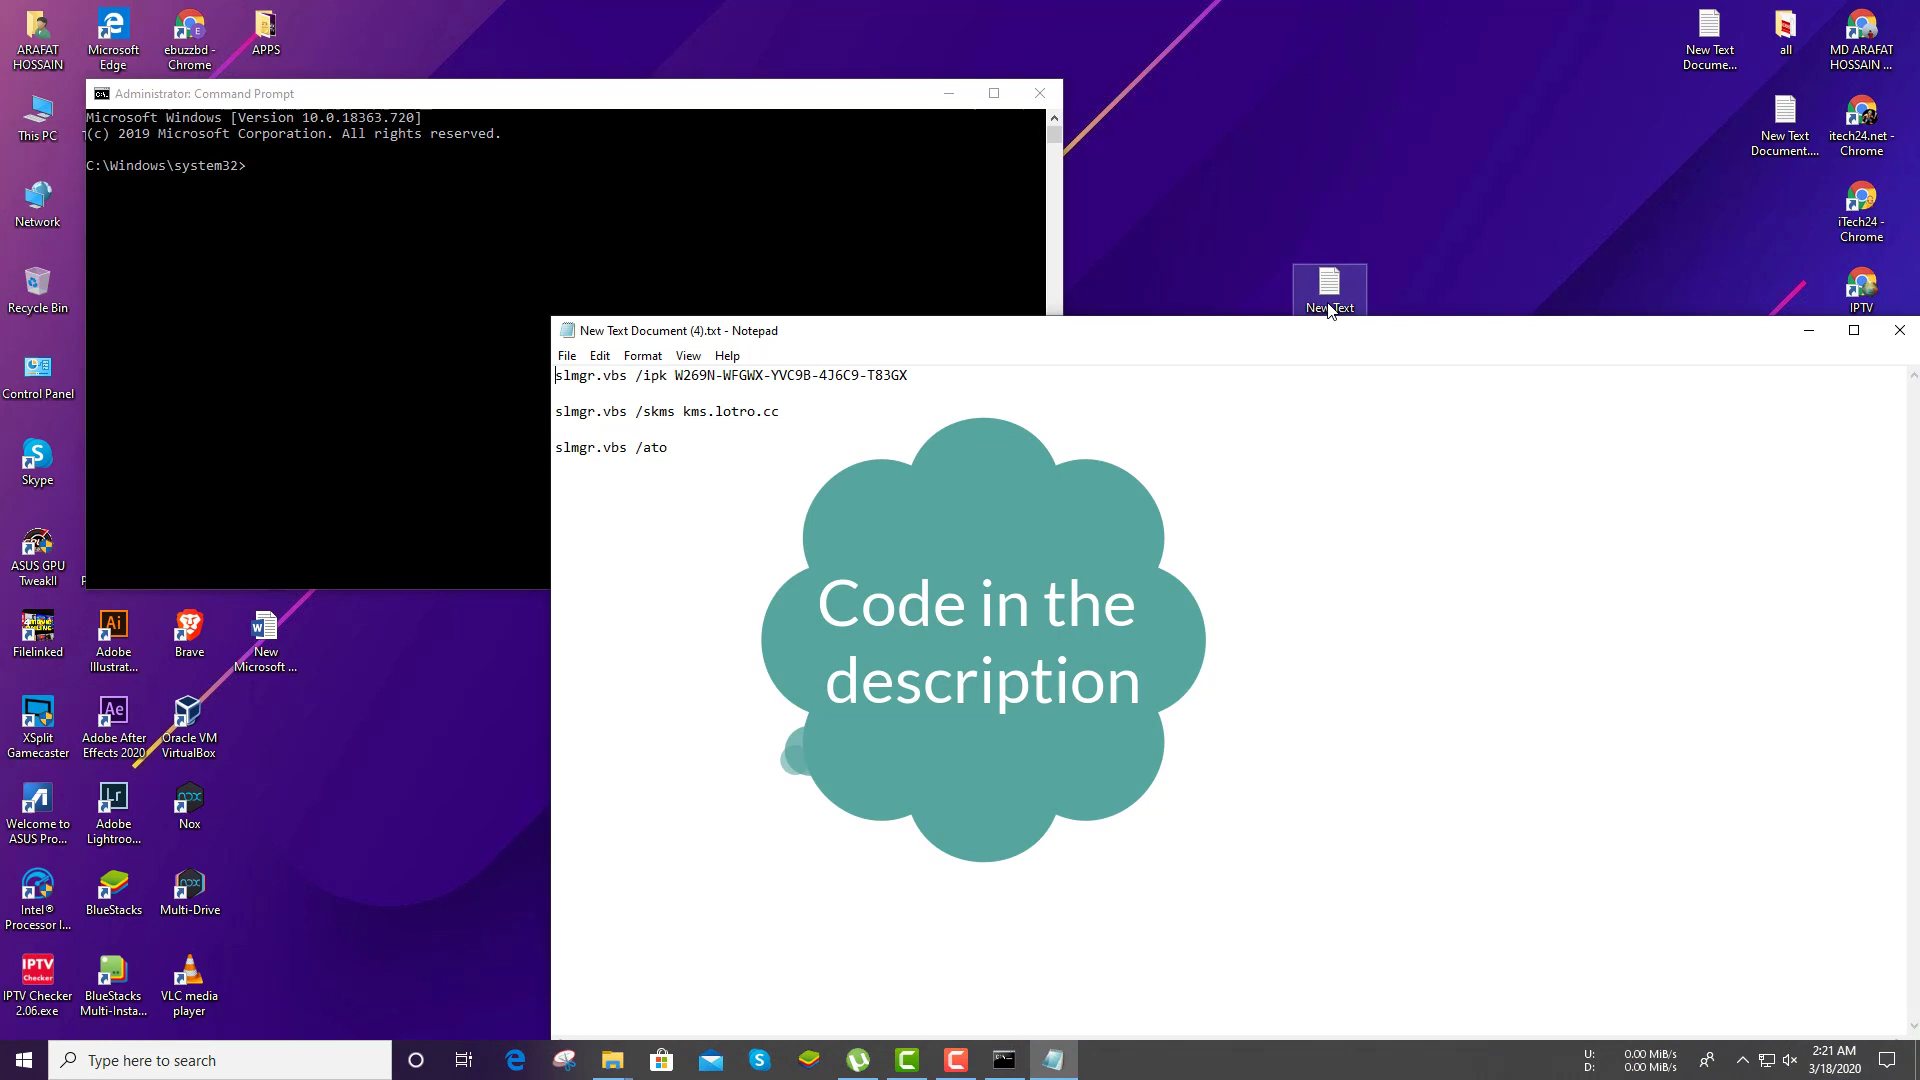 ARAFAT
HOSSAIN
Microsoft
Edge
ebuzzbd -
Chrome
APPS
New Text
Docume...
all
MD ARAFAT
HOSSAIN ...
Administrator: Command Prompt
Microsoft Windows [Version 10.0.18363.720]
(c) 2019 Microsoft Corporation. All rights reserved.
C:\Windows\system32>
This PC
New Text
Document....
itech24.net -
Chrome
Network
iTech24 -
Chrome
Recycle Bin
New Text
IPTV
New Text Document (4).txt - Notepad
File Edit Format View Help
slmgr.vbs /ipk W269N-WFGWX-YVC9B-4J6C9-T83GX
slmgr.vbs /skms kms.lotro.cc
slmgr.vbs /ato
Control Panel
Skype
ASUS GPU
TweakII
Code in the
description
Filelinked
Adobe
Illustrat...
Brave
New
Microsoft ...
XSplit
Gamecaster
Adobe After
Effects 2020
Oracle VM
VirtualBox
Welcome to
ASUS Pro...
Adobe
Lightroo...
Nox
Intel®
Processor I...
BlueStacks
Multi-Drive
IPTV
Checker
IPTV Checker
2.06.exe
BlueStacks
Multi-Insta...
VLC media
player
Type here to search
U: 0.00 MiB/s
D: 0.00 MiB/s
2:21 AM
3/18/2020